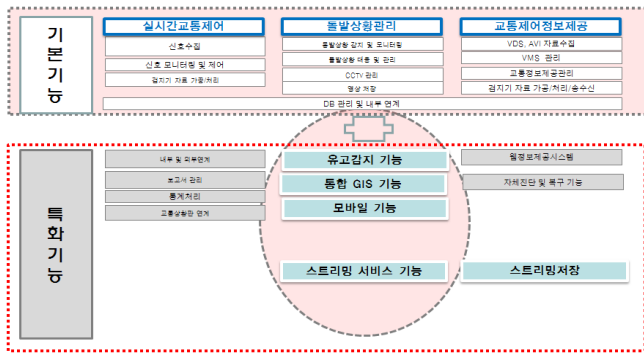 기본기능
실시간교통제어
신호수집
신호 모니터링 및 제어
검지기 자료 가공/처리
돌발상황관리
돌발상황 감지 및 모니터링
돌발상황 대응 및 관리
CCTV 관리
영상 저장
교통제어정보제공
VDS, AVI 자료수집
VMS 관리
교통정보제공관리
검지기 자료 가공/처리/송수신
DB 관리 및 내부 연계
특화기능
내부 및 외부연계
보고서 관리
통계처리
교통상황판 연계
유고감지 기능
통합 GIS 기능
모바일 기능
스트리밍 서비스 기능
웹정보제공시스템
자체진단 및 복구 기능
스트리밍저장